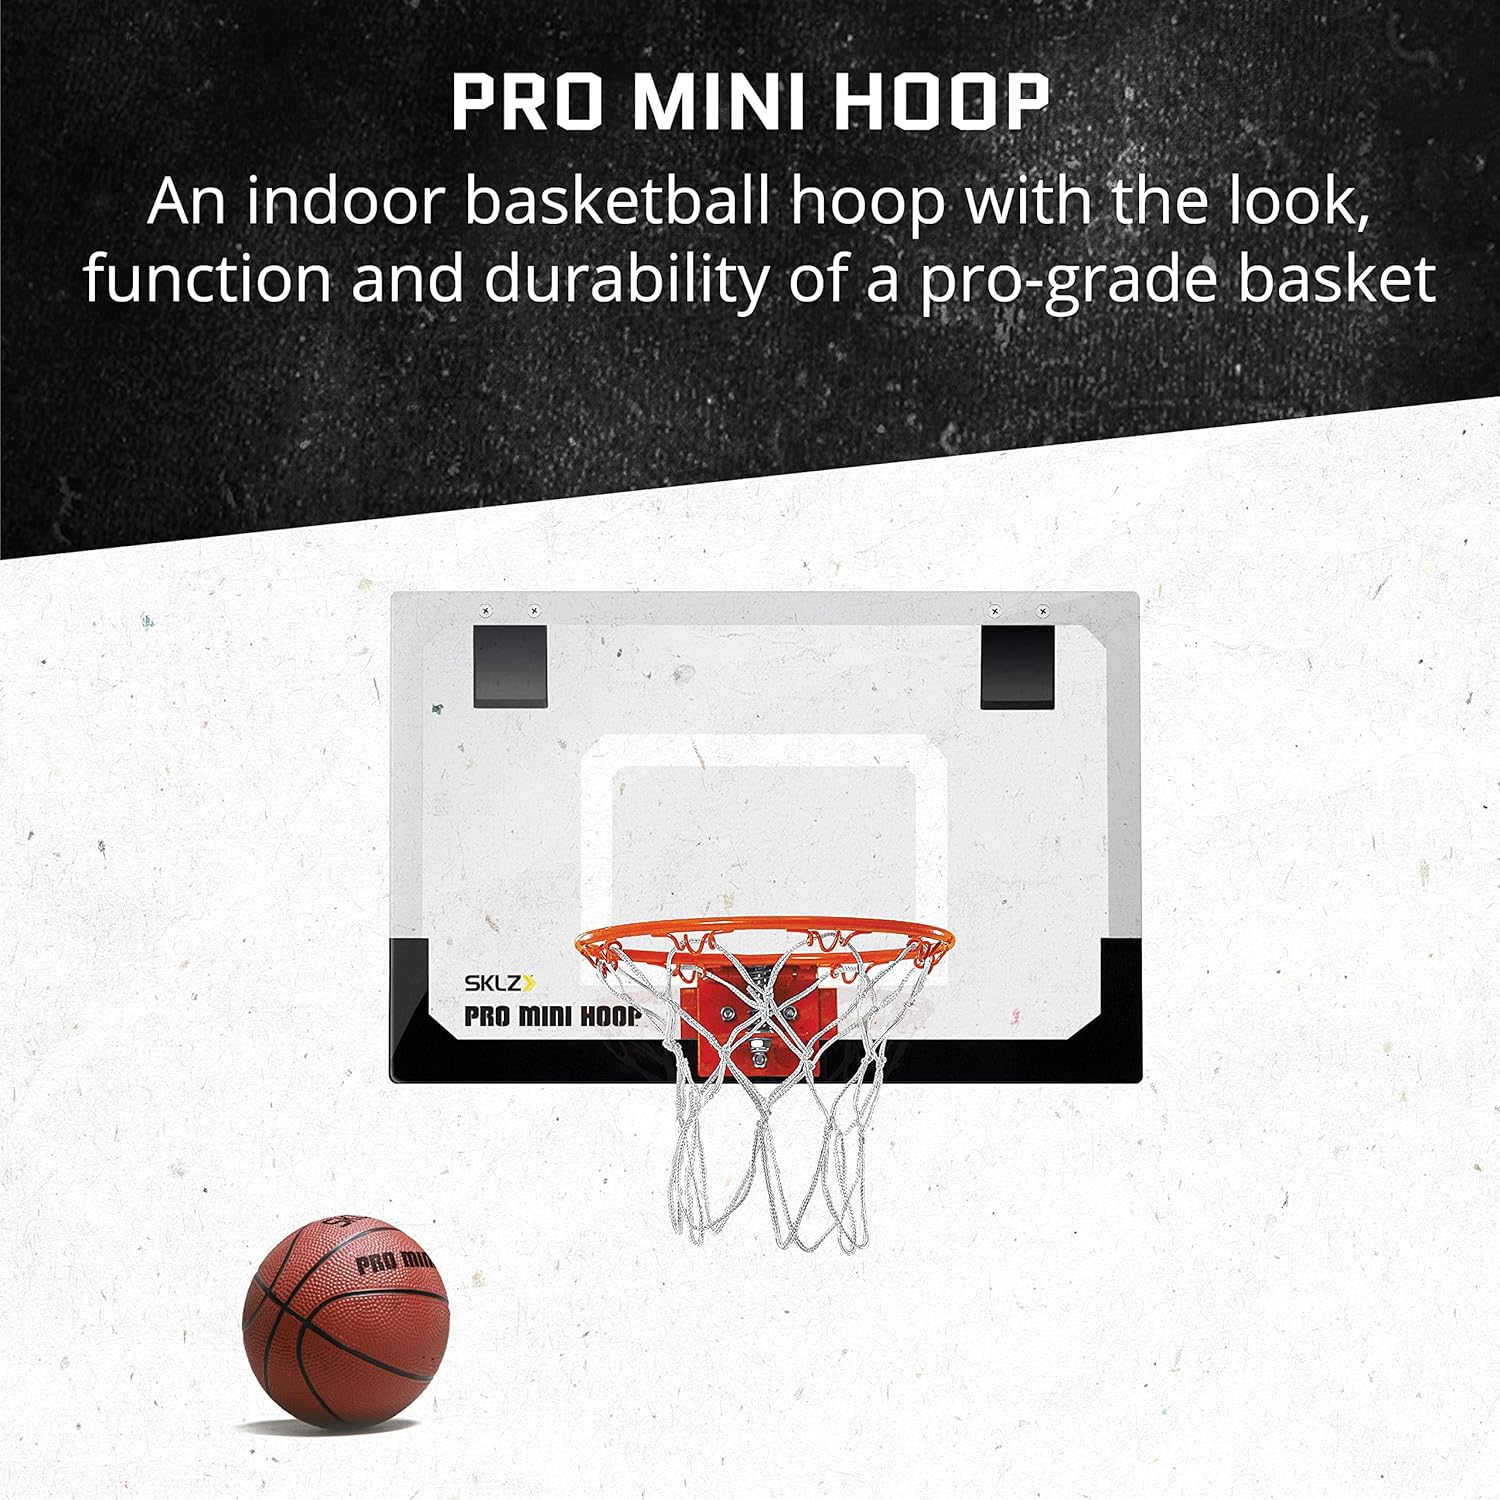 PRO MINI HOOP
An indoor basketball hoop with the look,
function and durability of a pro-grade basket
SKLZ
PRO MINI HOOP
PRO MINI